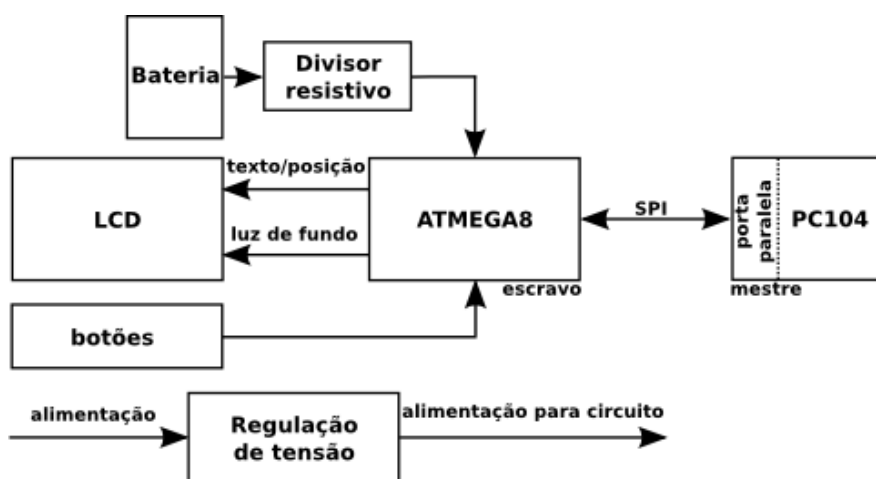 Bateria
Divisor
resistivo
texto/posição
LCD
luz de fundo
ATMEGA8
escravo
SPI
porta
paralela
PC104
mestre
botões
alimentação
Regulação
de tensão
alimentação para circuito